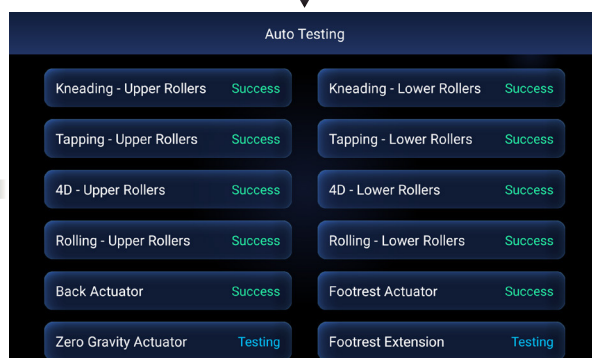 Auto Testing
Kneading - Upper Rollers Success
Kneading - Lower Rollers Success
Tapping - Upper Rollers Success
Tapping - Lower Rollers Success
4D - Upper Rollers Success
4D - Lower Rollers Success
Rolling - Upper Rollers Success
Rolling - Lower Rollers Success
Back Actuator Success
Footrest Actuator Success
Zero Gravity Actuator Testing
Footrest Extension Testing